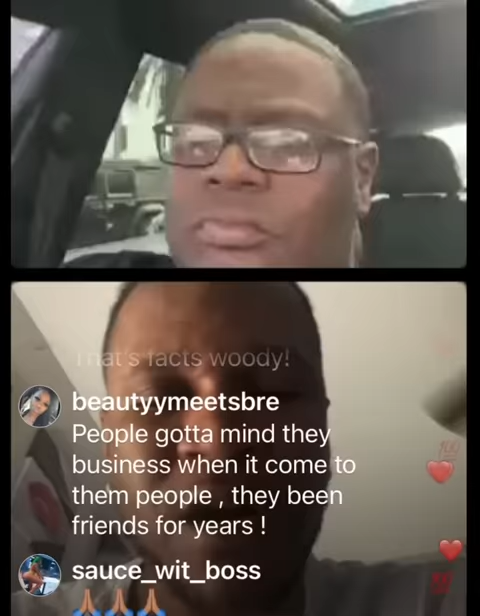 That's facts woody!
beautyymeetsbre
People gotta mind they
business when it come to
them people , they been
friends for years !
sauce_wit_boss
🙏🏽🙏🏽🙏🏽
💯
💯